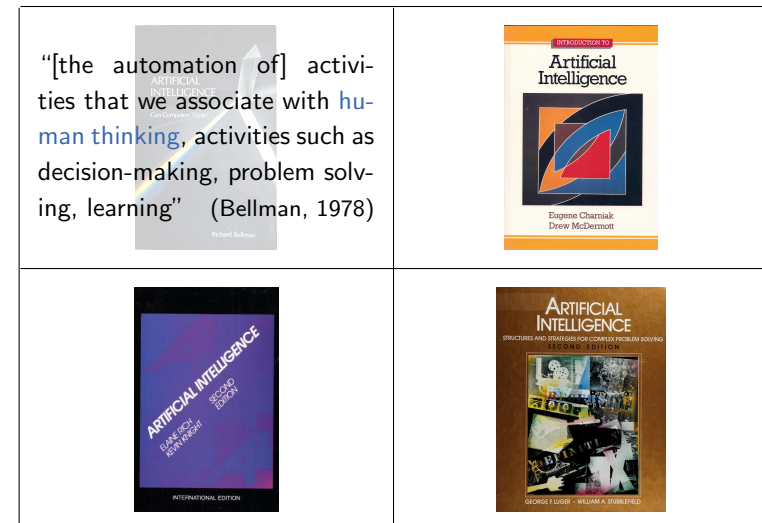 “[the automation of] activi-
ties that we associate with hu-
man thinking, activities such as
decision-making, problem solv-
ing, learning” (Bellman, 1978)
ARTIFICIAL
INTELLIGENCE
Can Computers Think?
Richard Bellman
INTRODUCTION TO
Artificial
Intelligence
Eugene Charniak
Drew McDermott
ARTIFICIAL INTELLIGENCE
SECOND
EDITION
ELAINE RICH
KEVIN KNIGHT
INTERNATIONAL EDITION
ARTIFICIAL
INTELLIGENCE
STRUCTURES AND STRATEGIES FOR COMPLEX PROBLEM SOLVING
SECOND EDITION
DEFINITI
GEORGE F. LUGER - WILLIAM A. STUBBLEFIELD